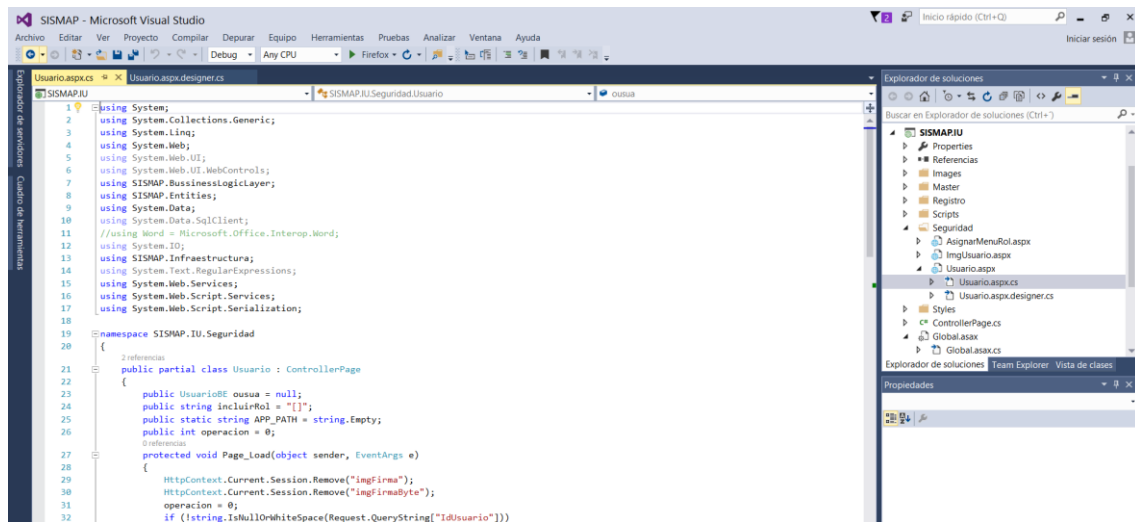 SISMAP - Microsoft Visual Studio
2
Inicio rápido (Ctrl+Q)
Archivo Editar Ver Proyecto Compilar Depurar Equipo Herramientas Pruebas Analizar Ventana Ayuda
Iniciar sesión
Debug Any CPU Firefox
Explorador de servidores
Cuadro de herramientas
Usuario.aspx.cs Usuario.aspx.designer.cs
SISMAP.IU SISMAP.IU.Seguridad.Usuario ousua
1 using System;
2 using System.Collections.Generic;
3 using System.Linq;
4 using System.Web;
5 using System.Web.UI;
6 using System.Web.UI.WebControls;
7 using SISMAP.BussinessLogicLayer;
8 using SISMAP.Entities;
9 using System.Data;
10 using System.Data.SqlClient;
11 //using Word = Microsoft.Office.Interop.Word;
12 using System.IO;
13 using SISMAP.Infraestructura;
14 using System.Text.RegularExpressions;
15 using System.Web.Services;
16 using System.Web.Script.Services;
17 using System.Web.Script.Serialization;
18
19 namespace SISMAP.IU.Seguridad
20 {
2 referencias
21 public partial class Usuario : ControllerPage
22 {
23 public UsuarioBE ousua = null;
24 public string incluirRol = "[]";
25 public static string APP_PATH = string.Empty;
26 public int operacion = 0;
0 referencias
27 protected void Page_Load(object sender, EventArgs e)
28 {
29 HttpContext.Current.Session.Remove("imgFirma");
30 HttpContext.Current.Session.Remove("imgFirmaByte");
31 operacion = 0;
32 if (!string.IsNullOrWhiteSpace(Request.QueryString["IdUsuario"]))
Explorador de soluciones
Buscar en Explorador de soluciones (Ctrl+´)
SISMAP.IU
Properties
Referencias
Images
Master
Registro
Scripts
Seguridad
AsignarMenuRol.aspx
ImgUsuario.aspx
Usuario.aspx
Usuario.aspx.cs
Usuario.aspx.designer.cs
Styles
C# ControllerPage.cs
Global.asax
Global.asax.cs
Explorador de soluciones Team Explorer Vista de clases
Propiedades